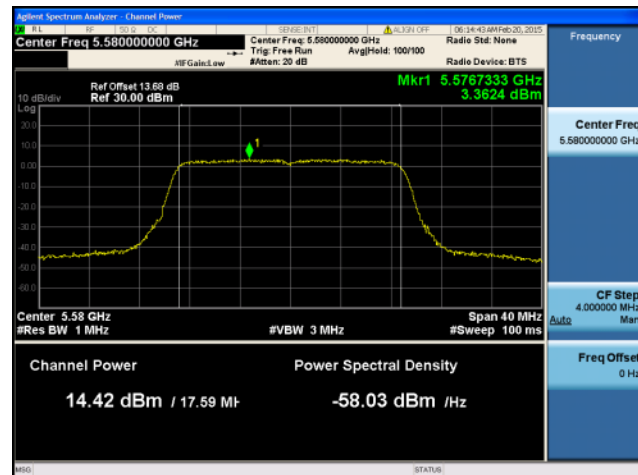 Agilent Spectrum Analyzer - Channel Power
RL RF 50 Ω DC SENSE:INT ALIGN OFF 06:14:43 AM Feb 20, 2015
Center Freq 5.580000000 GHz
Center Freq: 5.580000000 GHz
Radio Std: None
Trig: Free Run Avg|Hold: 100/100
#IFGain:Low #Atten: 20 dB Radio Device: BTS
Ref Offset 13.68 dB
10 dB/div Ref 30.00 dBm
Mkr1 5.5767333 GHz
3.3624 dBm
Log
20.0
10.0
0.00
-10.0
-20.0
-30.0
-40.0
-50.0
-60.0
1
Center 5.58 GHz Span 40 MHz
#Res BW 1 MHz #VBW 3 MHz #Sweep 100 ms
Channel Power Power Spectral Density
14.42 dBm / 17.59 MH -58.03 dBm /Hz
MSG STATUS
Frequency
Center Freq
5.580000000 GHz
CF Step
4.000000 MHz
Auto Man
Freq Offset
0 Hz